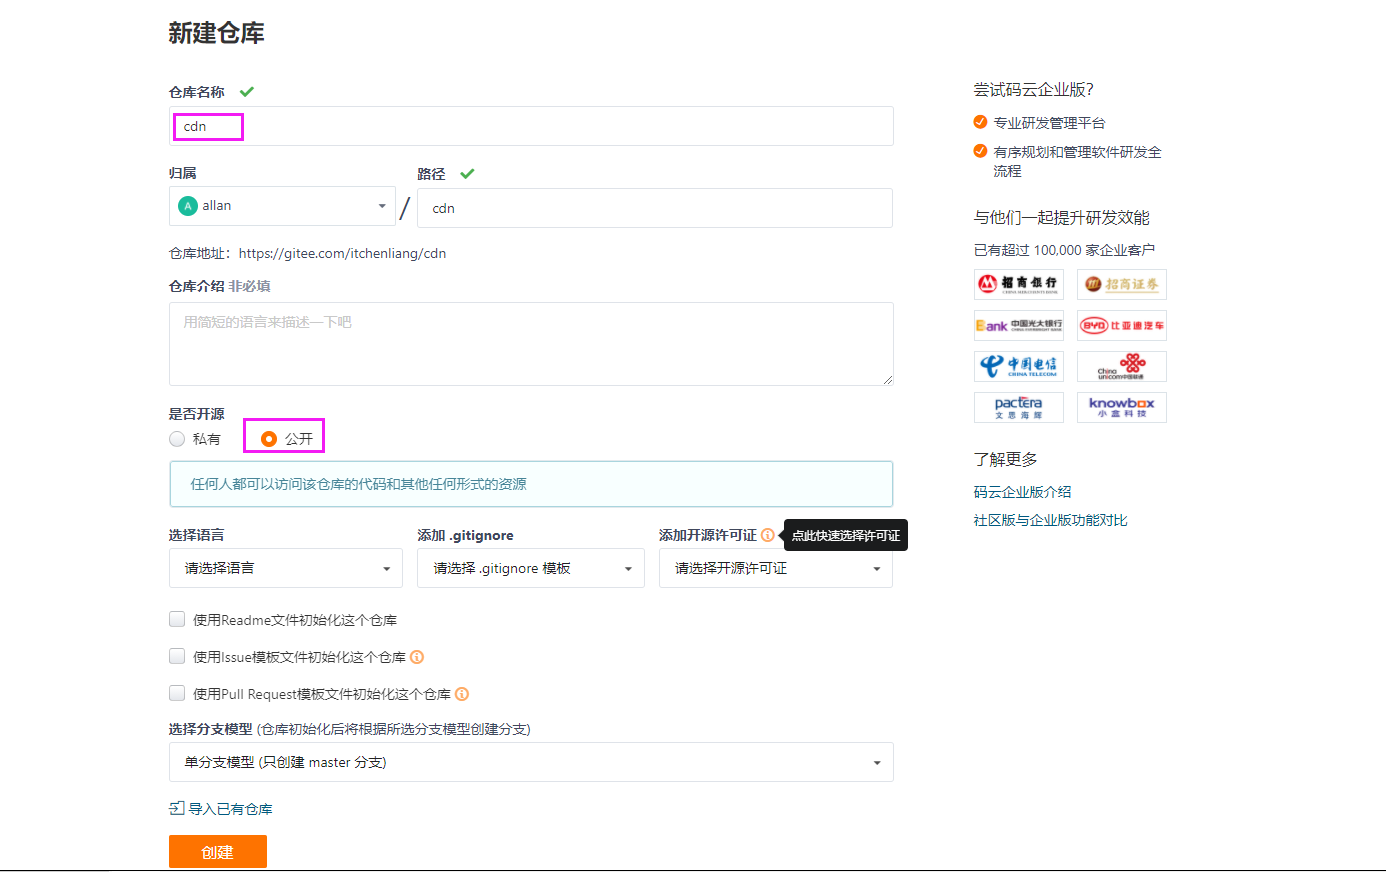 新建仓库
仓库名称
cdn
归属
路径
A allan
/
cdn
仓库地址：https://gitee.com/itchenliang/cdn
仓库介绍 非必填
用简短的语言来描述一下吧
是否开源
私有
公开
任何人都可以访问该仓库的代码和其他任何形式的资源
选择语言
添加 .gitignore
添加开源许可证
点此快速选择许可证
请选择语言
请选择 .gitignore 模板
请选择开源许可证
使用Readme文件初始化这个仓库
使用Issue模板文件初始化这个仓库
使用Pull Request模板文件初始化这个仓库
选择分支模型 (仓库初始化后将根据所选分支模型创建分支)
单分支模型 (只创建 master 分支)
导入已有仓库
创建
尝试码云企业版？
专业研发管理平台
有序规划和管理软件研发全
流程
与他们一起提升研发效能
已有超过 100,000 家企业客户
招商银行
CHINA MERCHANTS BANK
招商证券
Bank 中国光大银行
CHINA EVERBRIGHT BANK
BYD 比亚迪汽车
中国电信
CHINA TELECOM
China
unicom中国联通
pactera
文思海辉
knowbox
小盒科技
了解更多
码云企业版介绍
社区版与企业版功能对比